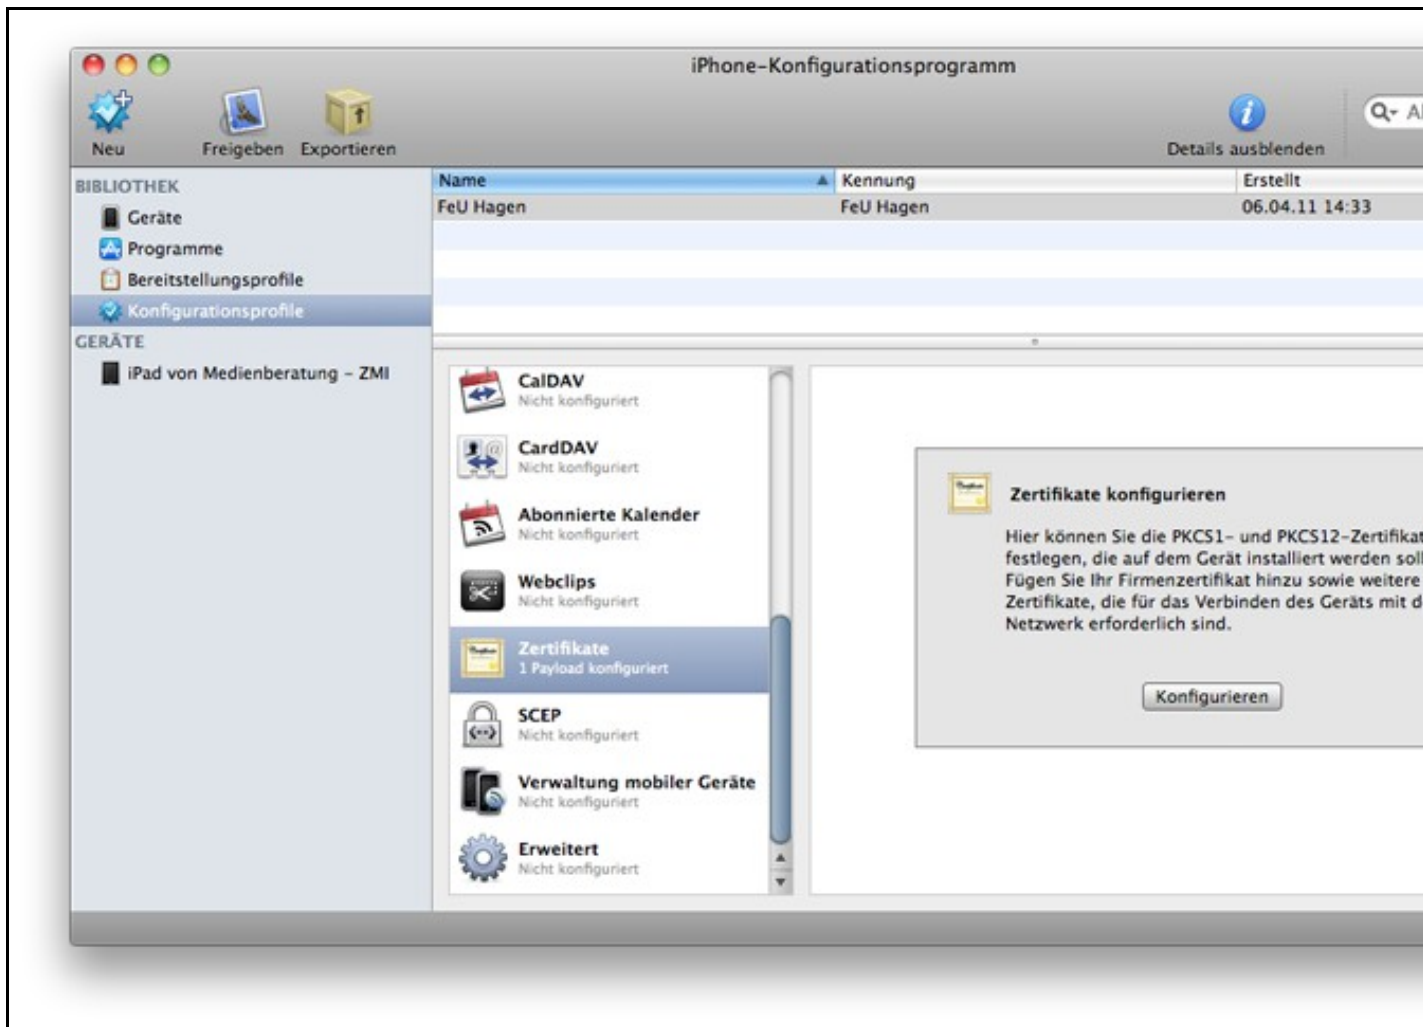 iPhone-Konfigurationsprogramm
Neu
Freigeben
Exportieren
Details ausblenden
BIBLIOTHEK
Geräte
Programme
Bereitstellungsprofile
Konfigurationsprofile
GERÄTE
iPad von Medienberatung – ZMI
Name Kennung Erstellt
FeU Hagen FeU Hagen 06.04.11 14:33
CalDAV
Nicht konfiguriert
CardDAV
Nicht konfiguriert
Abonnierte Kalender
Nicht konfiguriert
Webclips
Nicht konfiguriert
Zertifikate
1 Payload konfiguriert
SCEP
Nicht konfiguriert
Verwaltung mobiler Geräte
Nicht konfiguriert
Erweitert
Nicht konfiguriert
Zertifikate konfigurieren
Hier können Sie die PKCS1- und PKCS12-Zertifikat
festlegen, die auf dem Gerät installiert werden soll
Fügen Sie Ihr Firmenzertifikat hinzu sowie weitere
Zertifikate, die für das Verbinden des Geräts mit d
Netzwerk erforderlich sind.
Konfigurieren